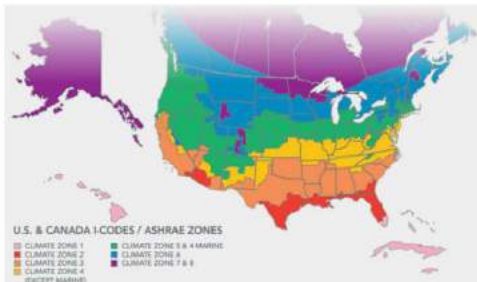 U.S. & CANADA I-CODES / ASHRAE ZONES
CLIMATE ZONE 1
CLIMATE ZONE 2
CLIMATE ZONE 3
CLIMATE ZONE 4
(EXCEPT MARINE)
CLIMATE ZONE 5 & 4 MARINE
CLIMATE ZONE 6
CLIMATE ZONE 7 & 8